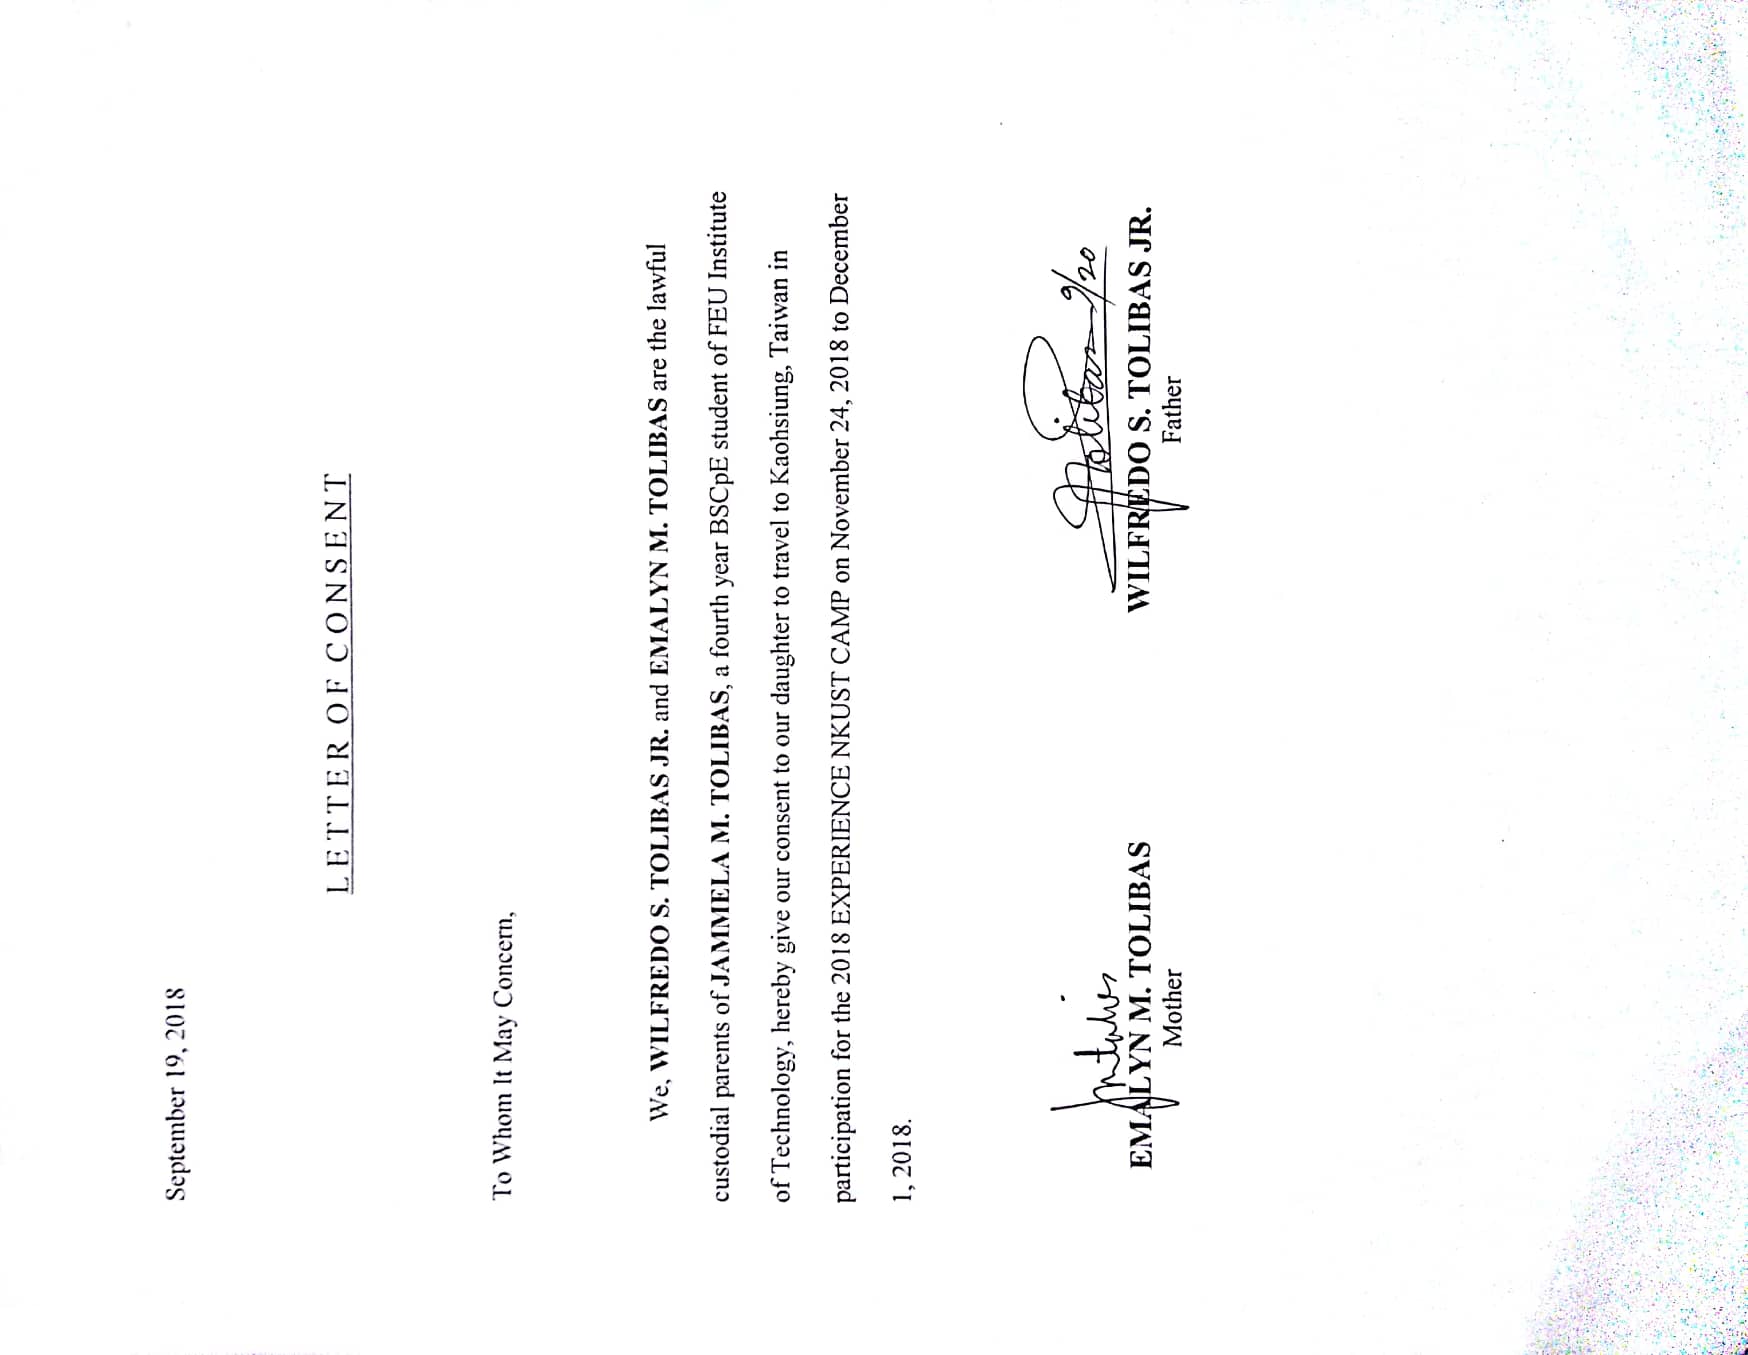 September 19, 2018
LETTER OF CONSENT
To Whom It May Concern,
We, WILFREDO S. TOLIBAS JR. and EMALYN M. TOLIBAS are the lawful
custodial parents of JAMMELA M. TOLIBAS, a fourth year BSCpE student of FEU Institute
of Technology, hereby give our consent to our daughter to travel to Kaohsiung, Taiwan in
participation for the 2018 EXPERIENCE NKUST CAMP on November 24, 2018 to December
1, 2018.
Tolibas 9/20
EMALYN M. TOLIBAS WILFREDO S. TOLIBAS JR.
Mother Father